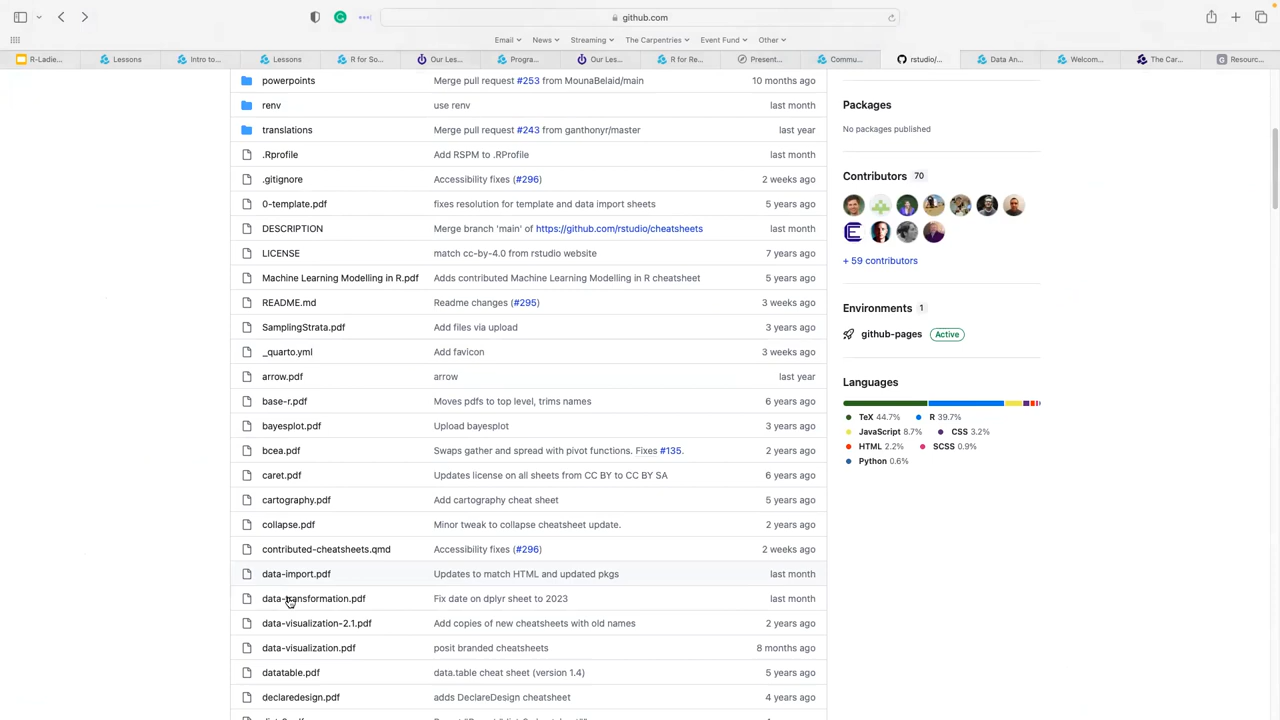 github.com
Email News Streaming The Carpentries Event Fund Other
R-Ladie... Lessons Intro to... Lessons R for So... Our Les... Progra... Our Les... R for Re... Present... Commu... rstudio/... Data An... Welcom... The Car... Resourc...
powerpoints Merge pull request #253 from MounaBelaid/main 10 months ago
renv use renv last month
translations Merge pull request #243 from ganthonyr/master last year
.Rprofile Add RSPM to .RProfile last month
.gitignore Accessibility fixes (#296) 2 weeks ago
0-template.pdf fixes resolution for template and data import sheets 5 years ago
DESCRIPTION Merge branch 'main' of https://github.com/rstudio/cheatsheets last month
LICENSE match cc-by-4.0 from rstudio website 7 years ago
Machine Learning Modelling in R.pdf Adds contributed Machine Learning Modelling in R cheatsheet 5 years ago
README.md Readme changes (#295) 3 weeks ago
SamplingStrata.pdf Add files via upload 3 years ago
_quarto.yml Add favicon 3 weeks ago
arrow.pdf arrow last year
base-r.pdf Moves pdfs to top level, trims names 6 years ago
bayesplot.pdf Upload bayesplot 3 years ago
bcea.pdf Swaps gather and spread with pivot functions. Fixes #135. 2 years ago
caret.pdf Updates license on all sheets from CC BY to CC BY SA 6 years ago
cartography.pdf Add cartography cheat sheet 5 years ago
collapse.pdf Minor tweak to collapse cheatsheet update. 2 years ago
contributed-cheatsheets.qmd Accessibility fixes (#296) 2 weeks ago
data-import.pdf Updates to match HTML and updated pkgs last month
data-transformation.pdf Fix date on dplyr sheet to 2023 last month
data-visualization-2.1.pdf Add copies of new cheatsheets with old names 2 years ago
data-visualization.pdf posit branded cheatsheets 8 months ago
datatable.pdf data.table cheat sheet (version 1.4) 5 years ago
declaredesign.pdf adds DeclareDesign cheatsheet 4 years ago
Packages
No packages published
Contributors 70
+ 59 contributors
Environments 1
github-pages Active
Languages
TeX 44.7% R 39.7%
JavaScript 8.7% CSS 3.2%
HTML 2.2% SCSS 0.9%
Python 0.6%